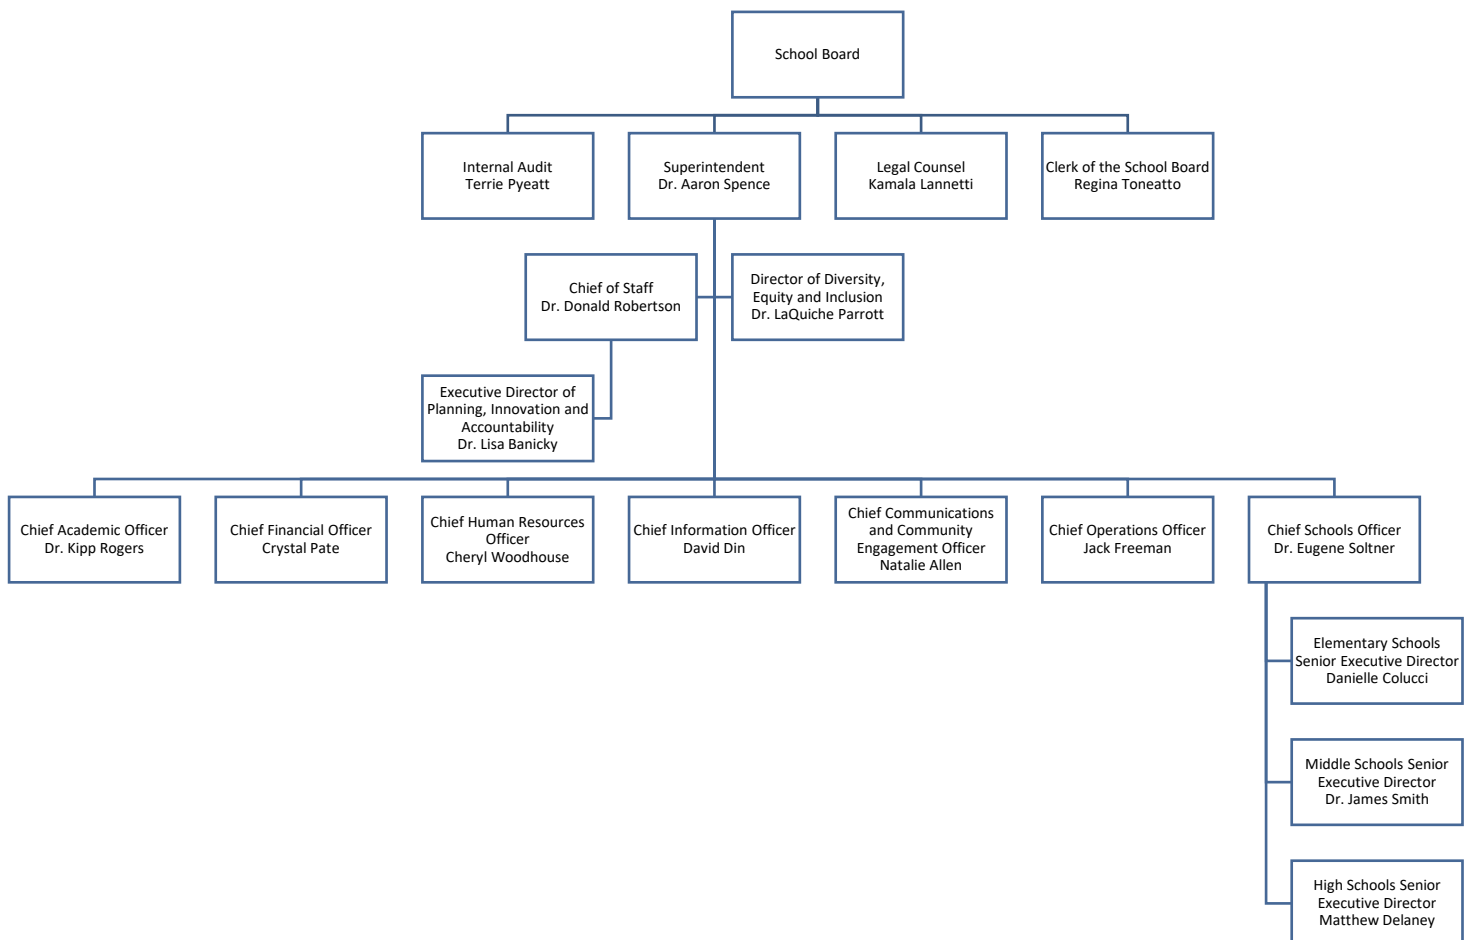 School Board
Internal Audit
Terrie Pyeatt
Superintendent
Dr. Aaron Spence
Legal Counsel
Kamala Lannetti
Clerk of the School Board
Regina Toneatto
Chief of Staff
Dr. Donald Robertson
Director of Diversity,
Equity and Inclusion
Dr. LaQuiche Parrott
Executive Director of
Planning, Innovation and
Accountability
Dr. Lisa Banicky
Chief Academic Officer
Dr. Kipp Rogers
Chief Financial Officer
Crystal Pate
Chief Human Resources
Officer
Cheryl Woodhouse
Chief Information Officer
David Din
Chief Communications
and Community
Engagement Officer
Natalie Allen
Chief Operations Officer
Jack Freeman
Chief Schools Officer
Dr. Eugene Soltner
Elementary Schools
Senior Executive Director
Danielle Colucci
Middle Schools Senior
Executive Director
Dr. James Smith
High Schools Senior
Executive Director
Matthew Delaney